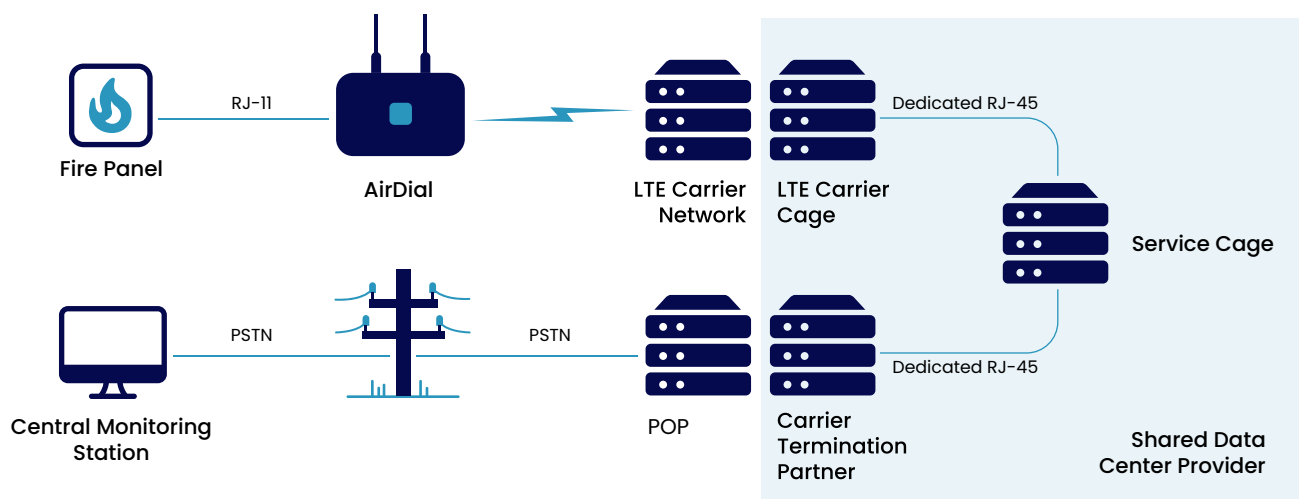 RJ-11
Fire Panel
AirDial
LTE Carrier
Network
LTE Carrier
Cage
Dedicated RJ-45
Service Cage
Central Monitoring
Station
PSTN
PSTN
POP
Carrier
Termination
Partner
Dedicated RJ-45
Shared Data
Center Provider